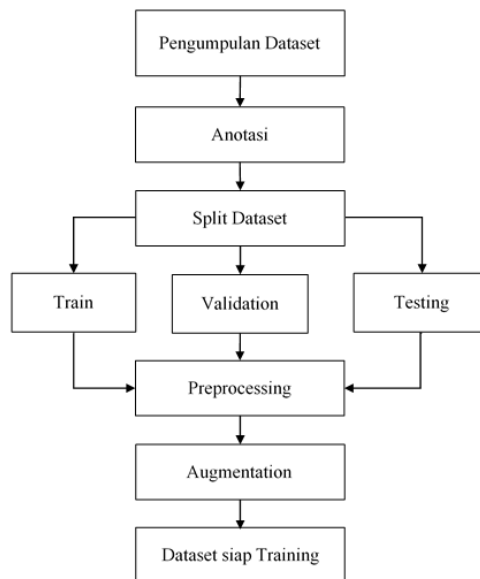 Pengumpulan Dataset
Anotasi
Split Dataset
Train
Validation
Testing
Preprocessing
Augmentation
Dataset siap Training